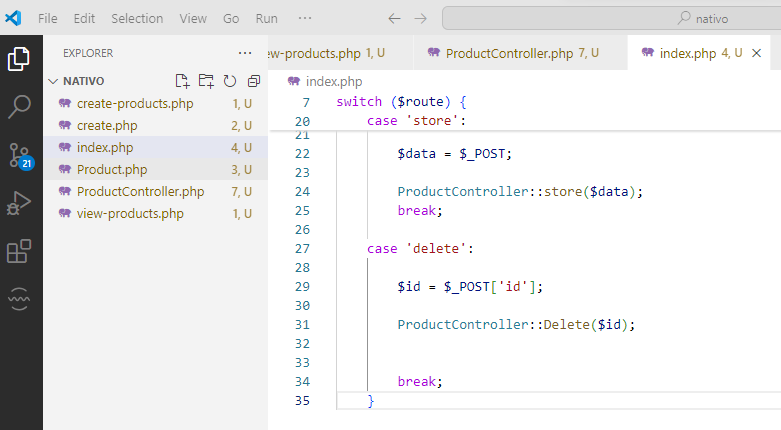 File Edit Selection View Go Run ... nativo
EXPLORER ...
NATIVO
create-products.php 1, U
create.php 2, U
index.php 4, U
Product.php 3, U
ProductController.php 7, U
view-products.php 1, U
21
ew-products.php 1, U ProductController.php 7, U index.php 4, U
index.php
7 switch ($route) {
20 case 'store':
21
22 $data = $_POST;
23
24 ProductController::store($data);
25 break;
26
27 case 'delete':
28
29 $id = $_POST['id'];
30
31 ProductController::Delete($id);
32
33
34 break;
35 }